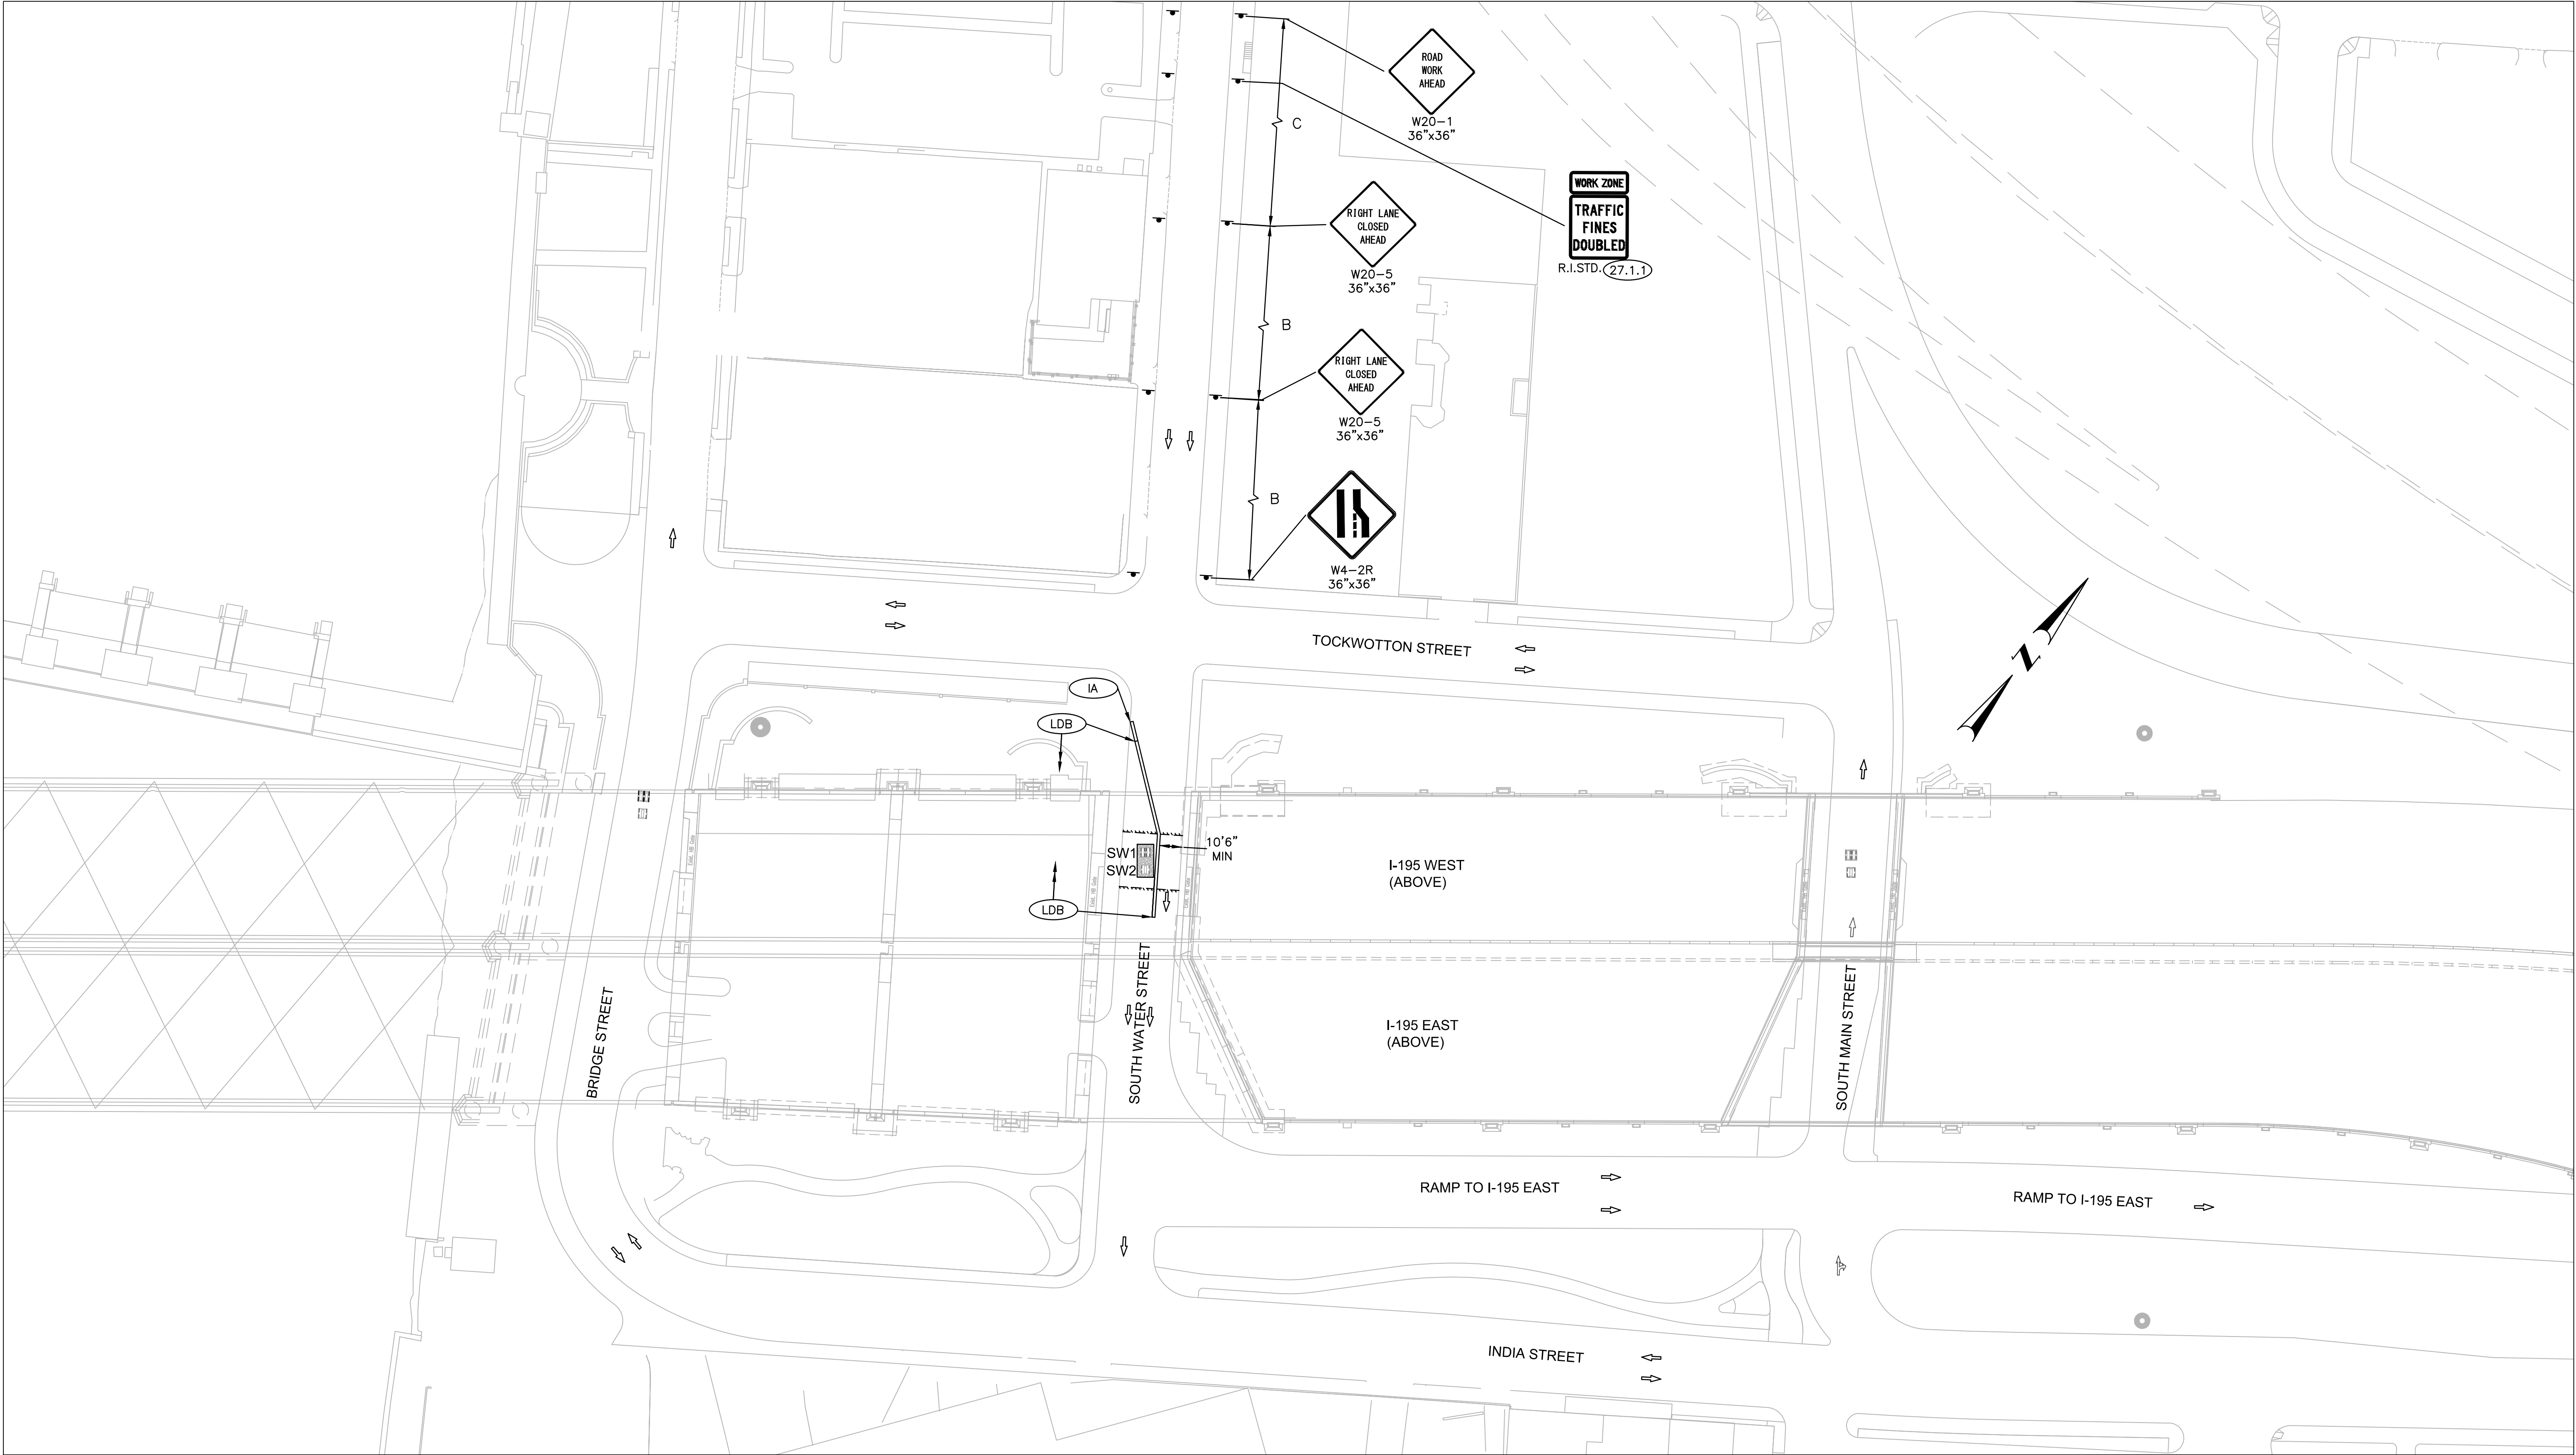 ROAD
WORK
AHEAD
W20-1
36"x36"
C
WORK ZONE
TRAFFIC
FINES
DOUBLED
R.I.STD. 27.1.1
RIGHT LANE
CLOSED
AHEAD
W20-5
36"x36"
B
RIGHT LANE
CLOSED
AHEAD
W20-5
36"x36"
B
W4-2R
36"x36"
TOCKWOTTON STREET
N
IA
LDB
10'6"
MIN
SW1
SW2
I-195 WEST
(ABOVE)
LDB
BRIDGE STREET
SOUTH WATER STREET
I-195 EAST
(ABOVE)
SOUTH MAIN STREET
RAMP TO I-195 EAST
RAMP TO I-195 EAST
INDIA STREET